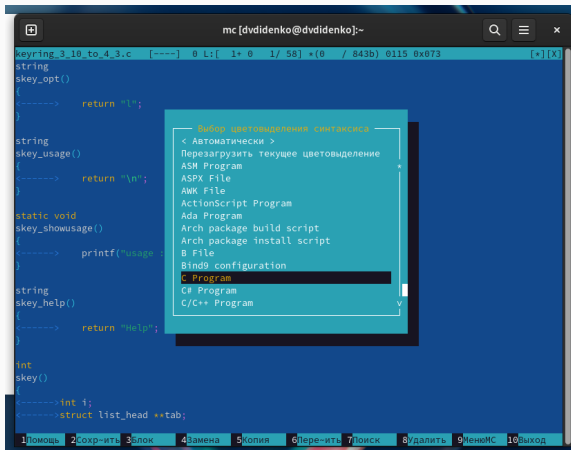 mc [dvdidenko@dvdidenko]:~
keyring_3_10_to_4_3.c [----] 0 L:[ 1+ 0 1/ 58] *(0 / 843b) 0115 0x073 [*][X]
string
skey_opt()
{
<------> return "l";
}
string
skey_usage()
{
<------> return "\n";
}
static void
skey_showusage()
{
<------> printf("usage :
}
string
skey_help()
{
<------> return "Help";
}
int
skey()
{
<------>int i;
<------>struct list_head **tab;
Выбор цветовыделения синтаксиса
< Автоматически >
Перезагрузить текущее цветовыделение
ASM Program
ASPX File
AWK File
ActionScript Program
Ada Program
Arch package build script
Arch package install script
B File
Bind9 configuration
C Program
C# Program
C/C++ Program
1Помощь 2Сохр~ить 3Блок 4Замена 5Копия 6Пере~ить 7Поиск 8Удалить 9МенюМС 10Выход